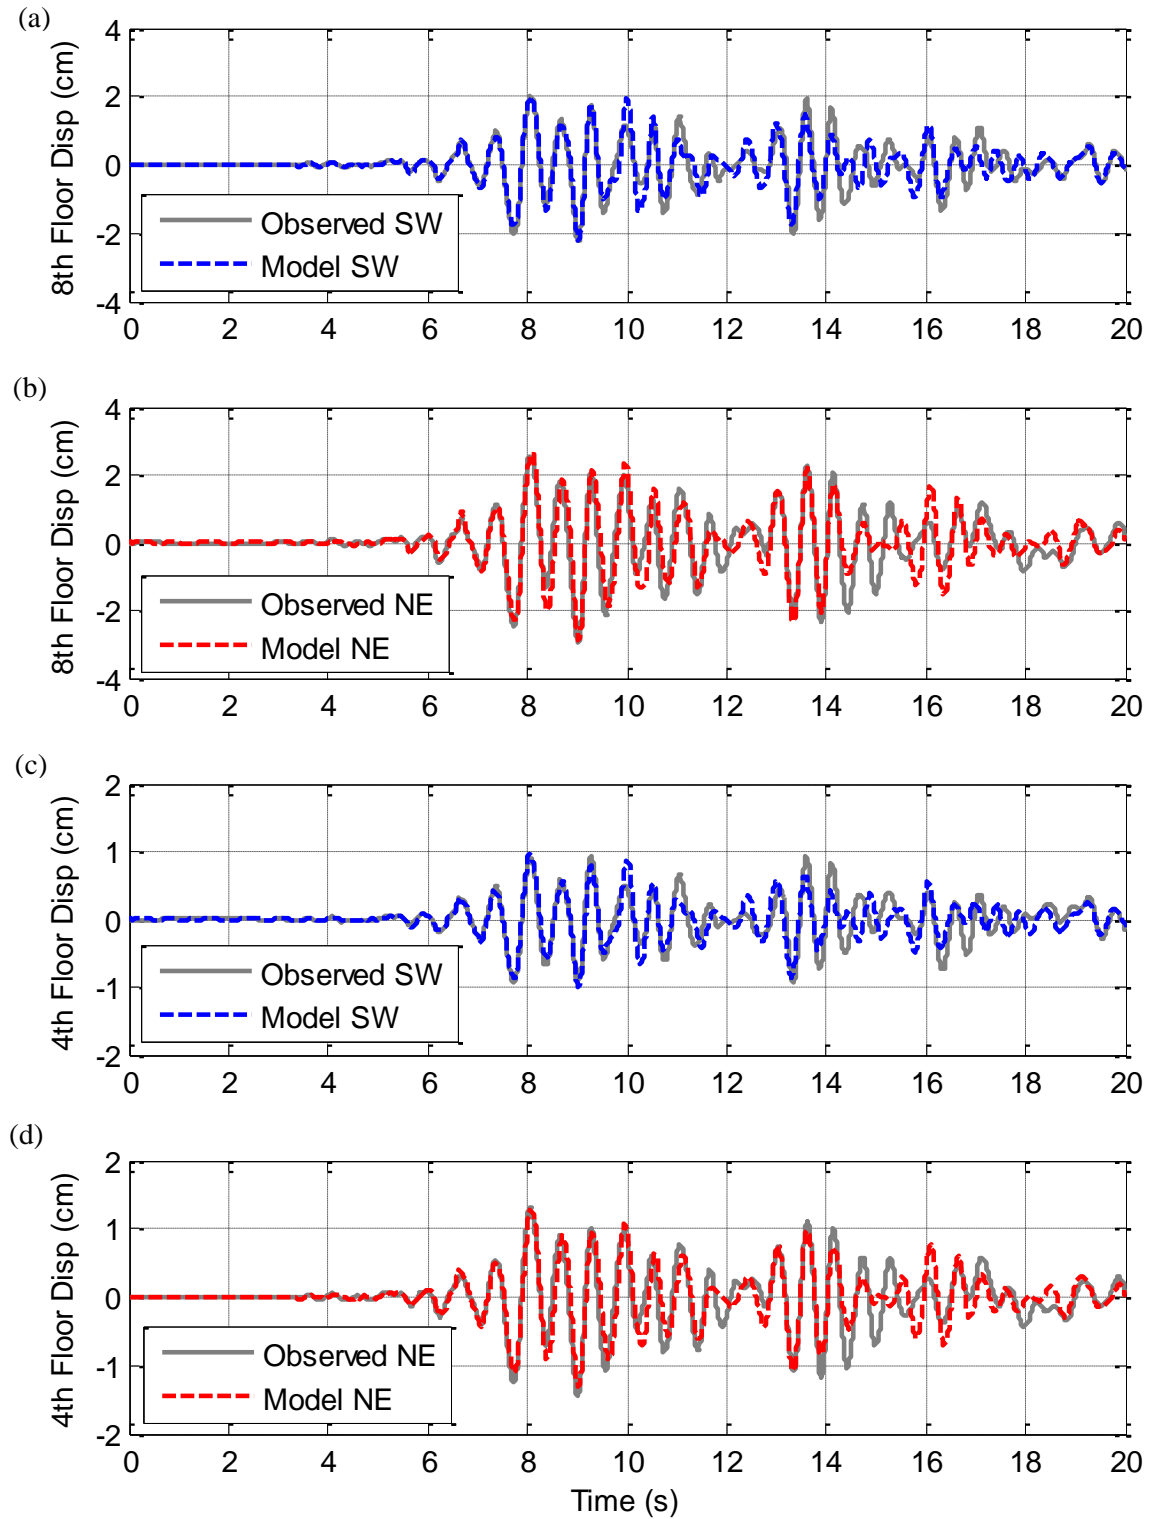 (a)
8th Floor Disp (cm)
4
2
0
-2
-4
Observed SW
Model SW
0 2 4 6 8 10 12 14 16 18 20
(b)
8th Floor Disp (cm)
4
2
0
-2
-4
Observed NE
Model NE
0 2 4 6 8 10 12 14 16 18 20
(c)
4th Floor Disp (cm)
2
1
0
-1
-2
Observed SW
Model SW
0 2 4 6 8 10 12 14 16 18 20
(d)
4th Floor Disp (cm)
2
1
0
-1
-2
Observed NE
Model NE
0 2 4 6 8 10 12 14 16 18 20
Time (s)